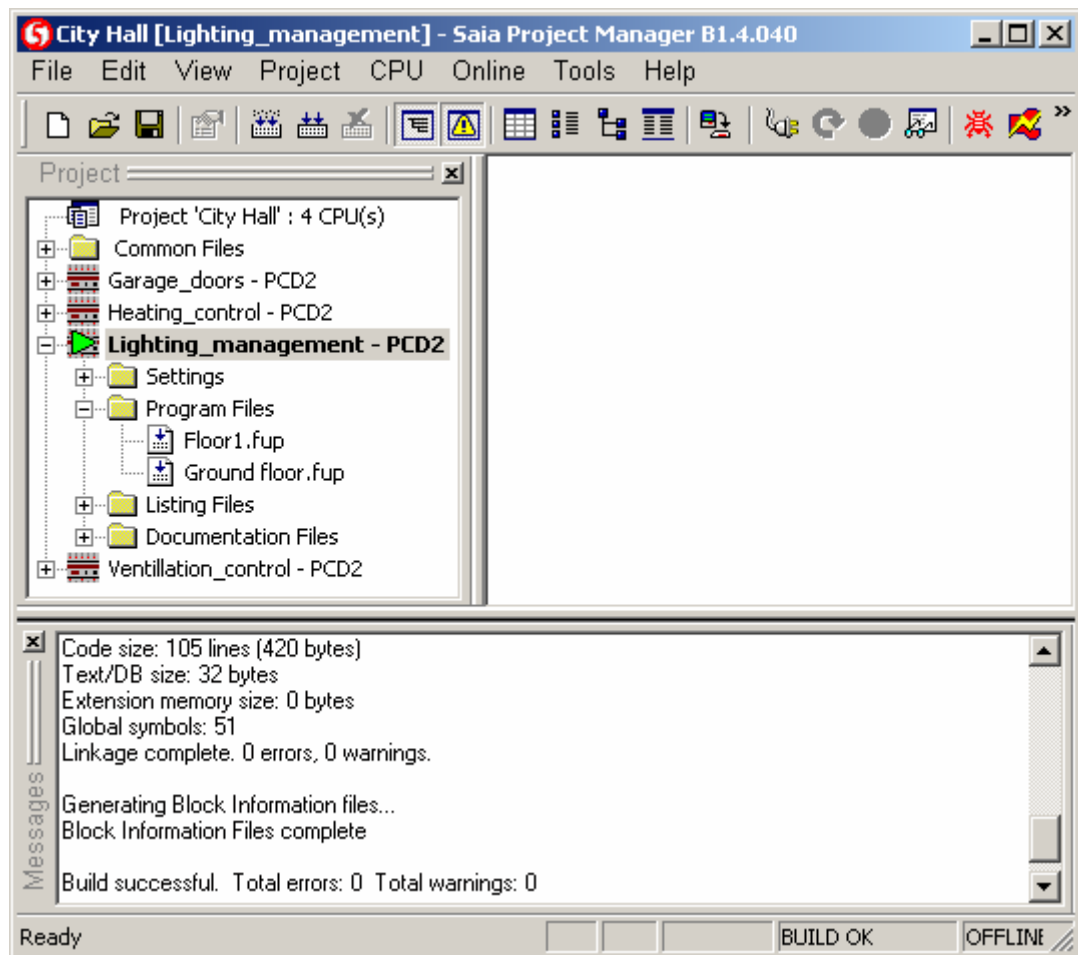 City Hall [Lighting_management] - Saia Project Manager B1.4.040
File Edit View Project CPU Online Tools Help
Project
Project 'City Hall' : 4 CPU(s)
Common Files
Garage_doors - PCD2
Heating_control - PCD2
Lighting_management - PCD2
Settings
Program Files
Floor1.fup
Ground floor.fup
Listing Files
Documentation Files
Ventillation_control - PCD2
Messages
Code size: 105 lines (420 bytes)
Text/DB size: 32 bytes
Extension memory size: 0 bytes
Global symbols: 51
Linkage complete. 0 errors, 0 warnings.
Generating Block Information files...
Block Information Files complete
Build successful. Total errors: 0 Total warnings: 0
Ready BUILD OK OFFLINE